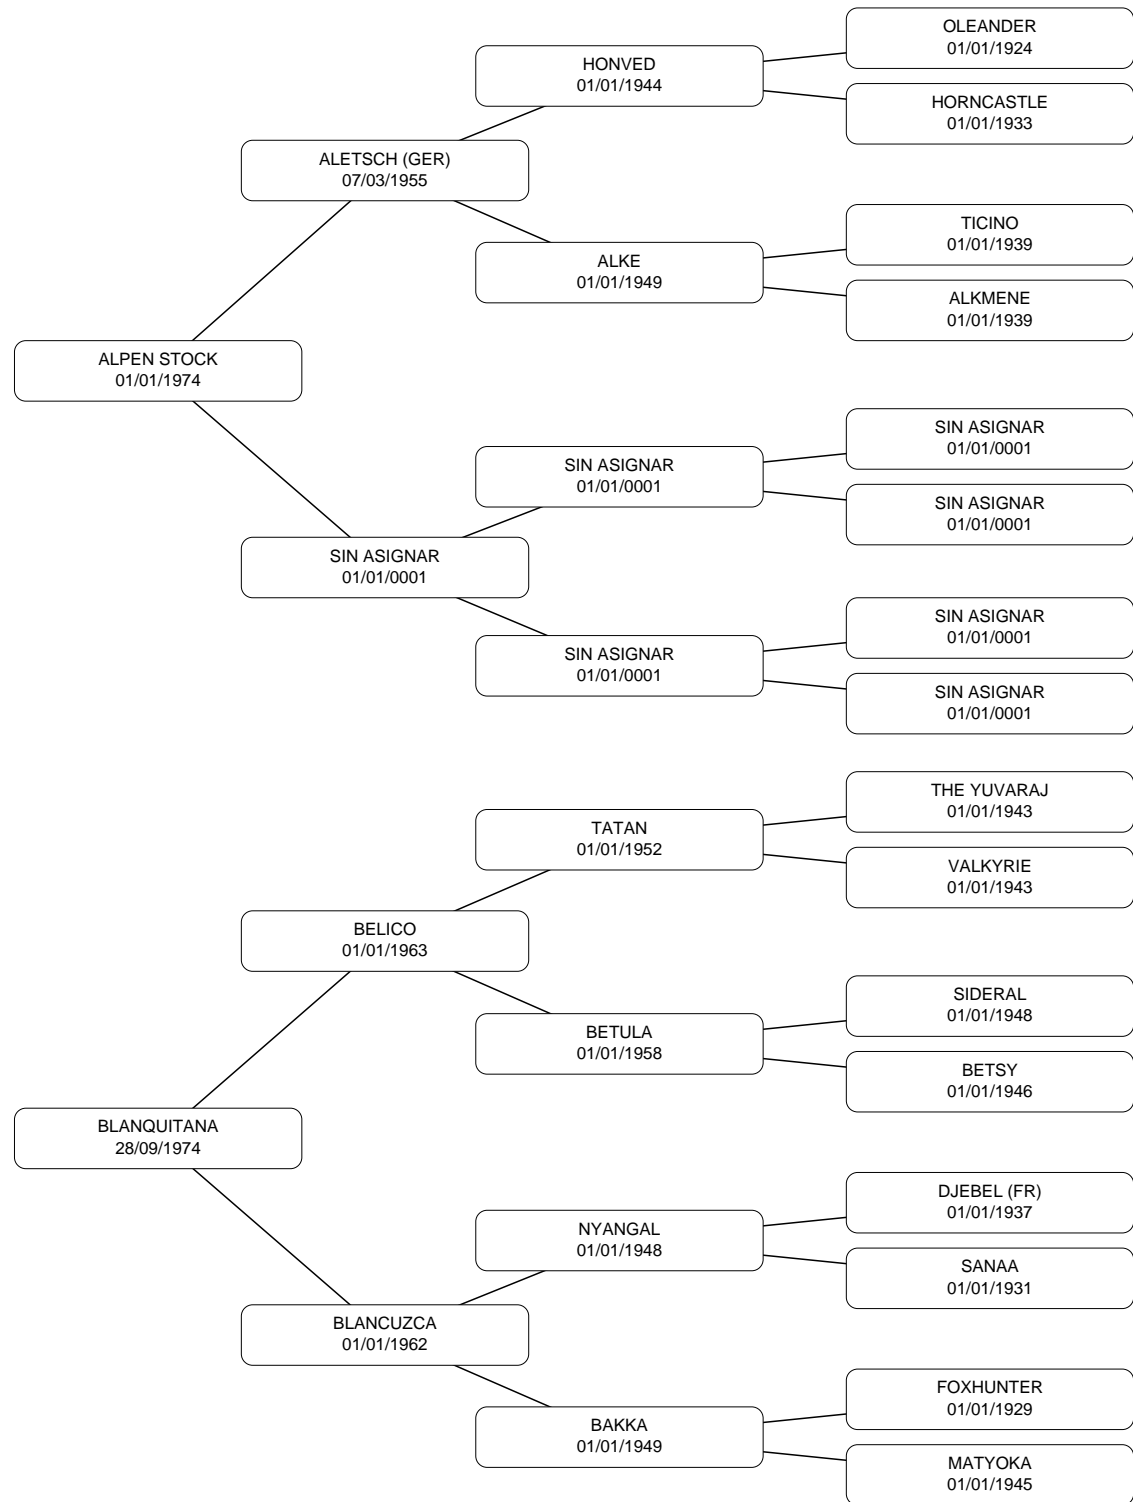 OLEANDER
01/01/1924
HONVED
01/01/1944
HORNCASTLE
01/01/1933
ALETSCH (GER)
07/03/1955
TICINO
01/01/1939
ALKE
01/01/1949
ALKMENE
01/01/1939
ALPEN STOCK
01/01/1974
SIN ASIGNAR
01/01/0001
SIN ASIGNAR
01/01/0001
SIN ASIGNAR
01/01/0001
SIN ASIGNAR
01/01/0001
SIN ASIGNAR
01/01/0001
SIN ASIGNAR
01/01/0001
SIN ASIGNAR
01/01/0001
THE YUVARAJ
01/01/1943
TATAN
01/01/1952
VALKYRIE
01/01/1943
BELICO
01/01/1963
SIDERAL
01/01/1948
BETULA
01/01/1958
BETSY
01/01/1946
BLANQUITANA
28/09/1974
DJEBEL (FR)
01/01/1937
NYANGAL
01/01/1948
SANAA
01/01/1931
BLANCUZCA
01/01/1962
FOXHUNTER
01/01/1929
BAKKA
01/01/1949
MATYOKA
01/01/1945